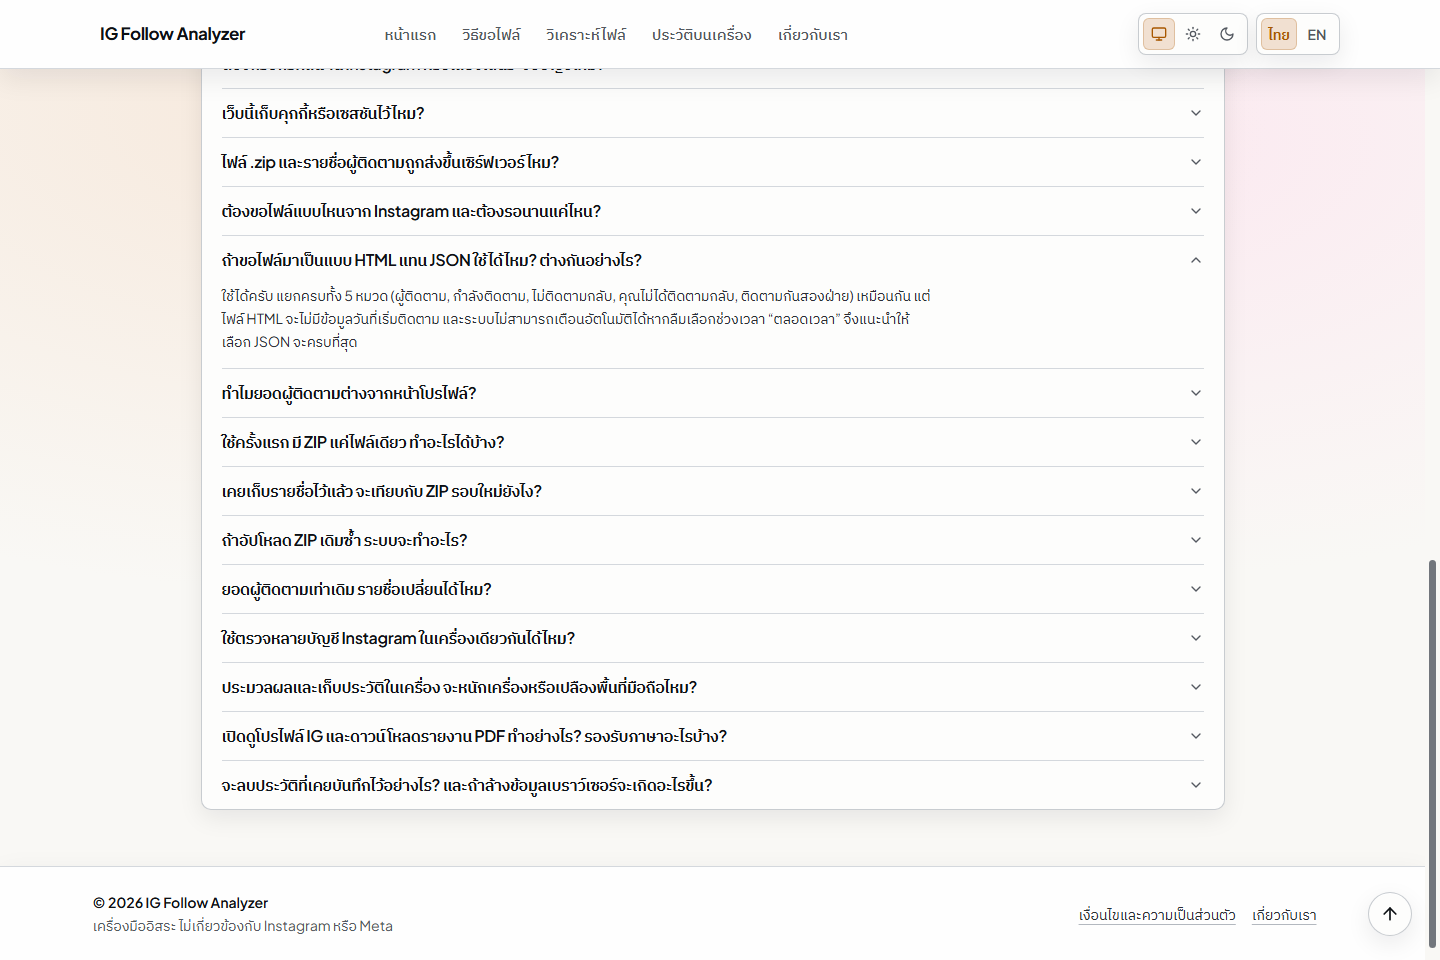 IG Follow Analyzer
หน้าแรก
วิธีขอไฟล์
วิเคราะห์ไฟล์
ประวัติบนเครื่อง
เกี่ยวกับเรา
ไทย
EN
เว็บนี้เก็บคุกกี้หรือเซสชันไว้ไหม?
ไฟล์ .zip และรายชื่อผู้ติดตามถูกส่งขึ้นเซิร์ฟเวอร์ไหม?
ต้องขอไฟล์แบบไหนจาก Instagram และต้องรอนานแค่ไหน?
ถ้าขอไฟล์มาเป็นแบบ HTML แทน JSON ใช้ได้ไหม? ต่างกันอย่างไร?
ใช้ได้ครับ แยกครบทั้ง 5 หมวด (ผู้ติดตาม, กำลังติดตาม, ไม่ติดตามกลับ, คุณไม่ได้ติดตามกลับ, ติดตามกันสองฝ่าย) เหมือนกัน แต่
ไฟล์ HTML จะไม่มีข้อมูลวันที่เริ่มติดตาม และระบบไม่สามารถเตือนอัตโนมัติได้หากลืมเลือกช่วงเวลา “ตลอดเวลา” จึงแนะนำให้
เลือก JSON จะครบที่สุด
ทำไมยอดผู้ติดตามต่างจากหน้าโปรไฟล์?
ใช้ครั้งแรก มี ZIP แค่ไฟล์เดียว ทำอะไรได้บ้าง?
เคยเก็บรายชื่อไว้แล้ว จะเทียบกับ ZIP รอบใหม่ยังไง?
ถ้าอัปโหลด ZIP เดิมซ้ำ ระบบจะทำอะไร?
ยอดผู้ติดตามเท่าเดิม รายชื่อเปลี่ยนได้ไหม?
ใช้ตรวจหลายบัญชี Instagram ในเครื่องเดียวกันได้ไหม?
ประมวลผลและเก็บประวัติในเครื่อง จะหนักเครื่องหรือเปลืองพื้นที่มือถือไหม?
เปิดดูโปรไฟล์ IG และดาวน์โหลดรายงาน PDF ทำอย่างไร? รองรับภาษาอะไรบ้าง?
จะลบประวัติที่เคยบันทึกไว้อย่างไร? และถ้าล้างข้อมูลเบราว์เซอร์จะเกิดอะไรขึ้น?
© 2026 IG Follow Analyzer
เครื่องมืออิสระ ไม่เกี่ยวข้องกับ Instagram หรือ Meta
เงื่อนไขและความเป็นส่วนตัว
เกี่ยวกับเรา